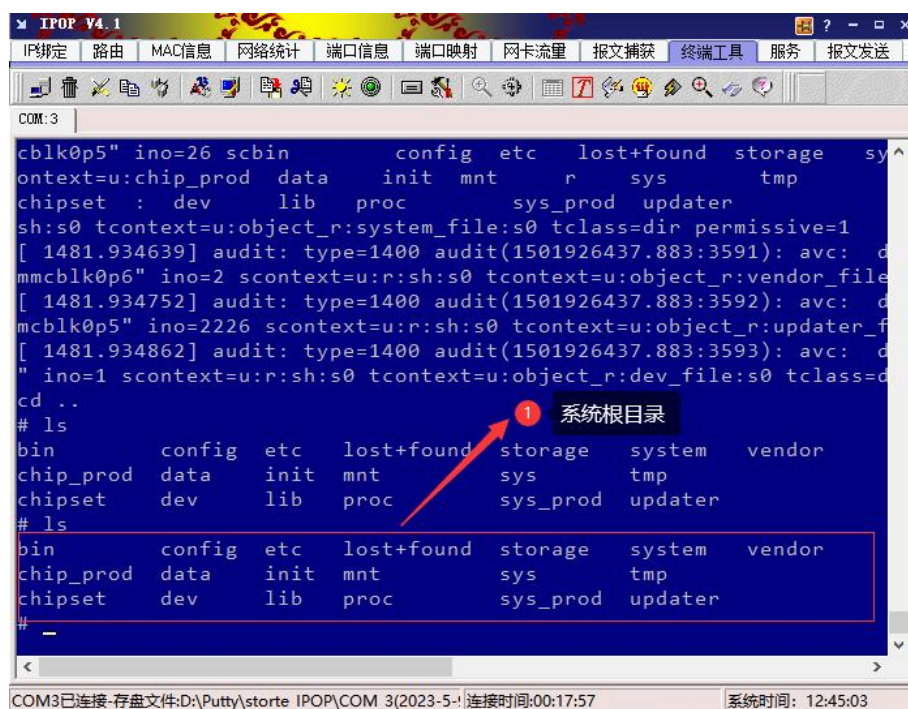 IPOP V4.1
IP绑定 路由 MAC信息 网络统计 端口信息 端口映射 网卡流里 报文捕获 终端工具 服务 报文发送
COM:3
cblk0p5" ino=26 scbin config etc lost+found storage sy
ontext=u:chip_prod data init mnt r sys tmp
chipset : dev lib proc sys_prod updater
sh:s0 tcontext=u:object_r:system_file:s0 tclass=dir permissive=1
[ 1481.934639] audit: type=1400 audit(1501926437.883:3591): avc: d
mmcblk0p6" ino=2 scontext=u:r:sh:s0 tcontext=u:object_r:vendor_file
[ 1481.934752] audit: type=1400 audit(1501926437.883:3592): avc: d
mcblk0p5" ino=2226 scontext=u:r:sh:s0 tcontext=u:object_r:updater_f
[ 1481.934862] audit: type=1400 audit(1501926437.883:3593): avc: d
" ino=1 scontext=u:r:sh:s0 tcontext=u:object_r:dev_file:s0 tclass=d
cd ..
1 系统根目录
# ls
bin config etc lost+found storage system vendor
chip_prod data init mnt sys tmp
chipset dev lib proc sys_prod updater
# ls
bin config etc lost+found storage system vendor
chip_prod data init mnt sys tmp
chipset dev lib proc sys_prod updater
# _
COM3已连接-存盘文件:D:\Putty\storte IPOP\COM 3(2023-5- 连接时间:00:17:57 系统时间: 12:45:03